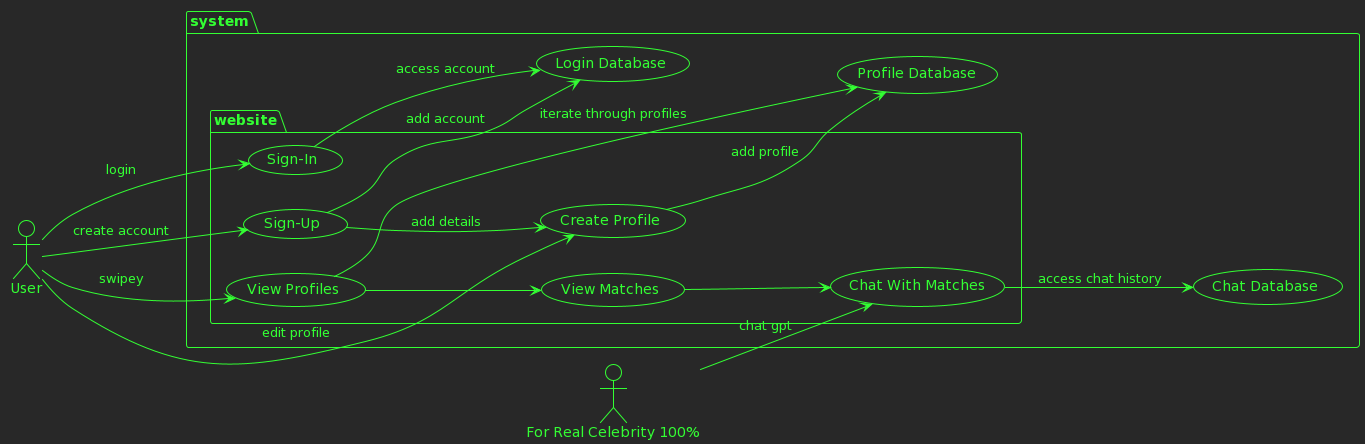 system
Login Database
access account
Profile Database
add account
iterate through profiles
website
add profile
Sign-In
login
Sign-Up
add details
Create Profile
create account
swipey
User
View Profiles
View Matches
Chat With Matches
access chat history
Chat Database
edit profile
chat gpt
For Real Celebrity 100%